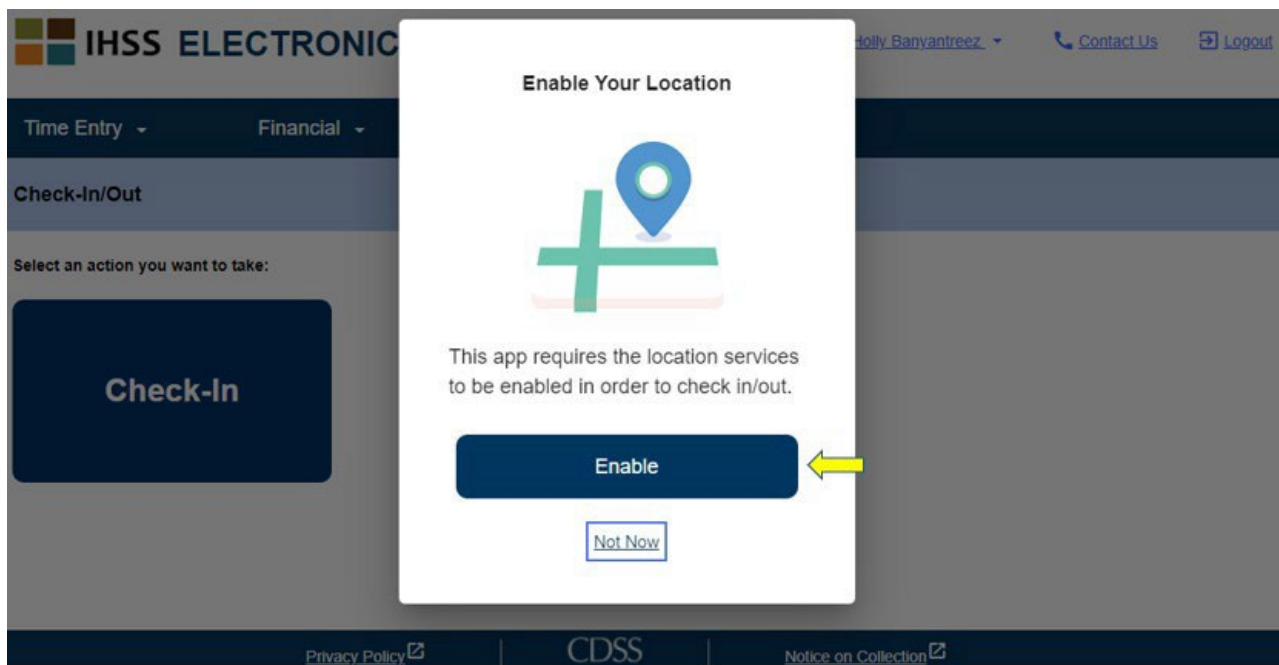 IHSS ELECTRONIC
Holly Banyantreez
Contact Us
Logout
Time Entry
Financial
Check-In/Out
Select an action you want to take:
Check-In
Enable Your Location
This app requires the location services
to be enabled in order to check in/out.
Enable
Not Now
Privacy Policy
CDSS
Notice on Collection